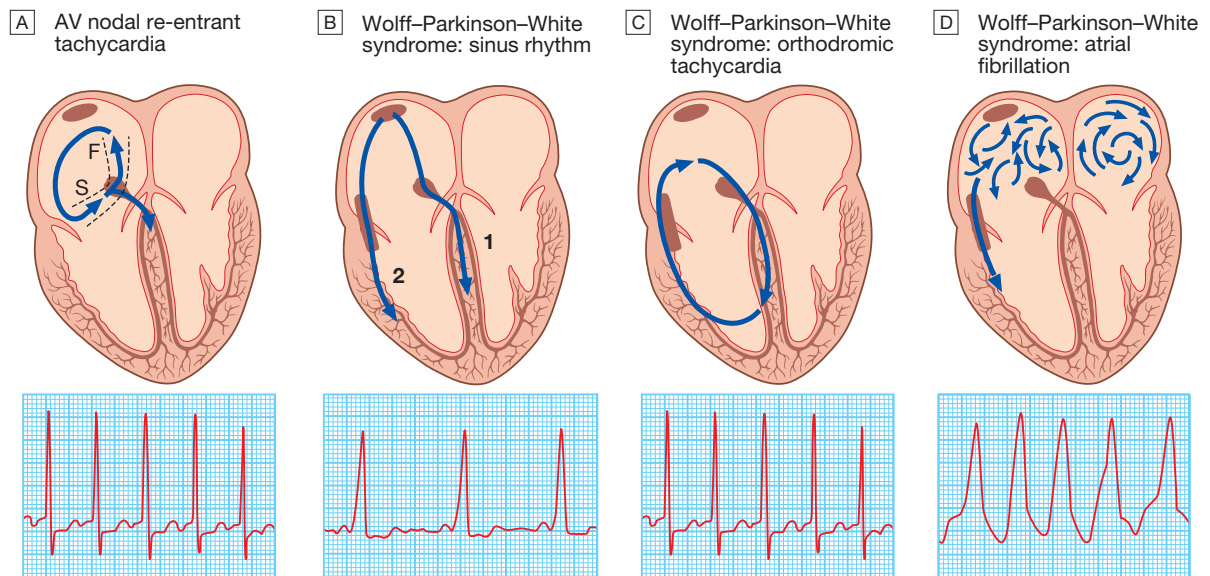 A
AV nodal re-entrant
tachycardia
B
Wolff–Parkinson–White
syndrome: sinus rhythm
C
Wolff–Parkinson–White
syndrome: orthodromic
tachycardia
D
Wolff–Parkinson–White
syndrome: atrial
fibrillation
F
S
1
2